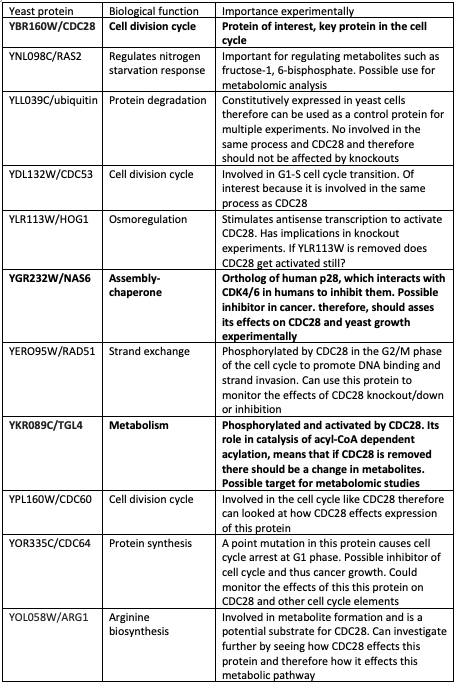 Yeast protein Biological function Importance experimentally
YBR160W/CDC28 Cell division cycle Protein of interest, key protein in the cell
cycle
YNL098C/RAS2 Regulates nitrogen Important for regulating metabolites such as
starvation response fructose-1, 6-bisphosphate. Possible use for
metabolomic analysis
YLL039C/ubiquitin Protein degradation Constitutively expressed in yeast cells
therefore can be used as a control protein for
multiple experiments. No involved in the
same process and CDC28 and therefore
should not be affected by knockouts
YDL132W/CDC53 Cell division cycle Involved in G1-S cell cycle transition. Of
interest because it is involved in the same
process as CDC28
YLR113W/HOG1 Osmoregulation Stimulates antisense transcription to activate
CDC28. Has implications in knockout
experiments. If YLR113W is removed does
CDC28 get activated still?
YGR232W/NAS6 Assembly- Ortholog of human p28, which interacts with
chaperone CDK4/6 in humans to inhibit them. Possible
inhibitor in cancer. therefore, should asses
its effects on CDC28 and yeast growth
experimentally
YERO95W/RAD51 Strand exchange Phosphorylated by CDC28 in the G2/M phase
of the cell cycle to promote DNA binding and
strand invasion. Can use this protein to
monitor the effects of CDC28 knockout/down
or inhibition
YKR089C/TGL4 Metabolism Phosphorylated and activated by CDC28. Its
role in catalysis of acyl-CoA dependent
acylation, means that if CDC28 is removed
there should be a change in metabolites.
Possible target for metabolomic studies
YPL160W/CDC60 Cell division cycle Involved in the cell cycle like CDC28 therefore
can looked at how CDC28 effects expression
of this protein
YOR335C/CDC64 Protein synthesis A point mutation in this protein causes cell
cycle arrest at G1 phase. Possible inhibitor of
cell cycle and thus cancer growth. Could
monitor the effects of this this protein on
CDC28 and other cell cycle elements
YOL058W/ARG1 Arginine Involved in metabolite formation and is a
biosynthesis potential substrate for CDC28. Can investigate
further by seeing how CDC28 effects this
protein and therefore how it effects this
metabolic pathway